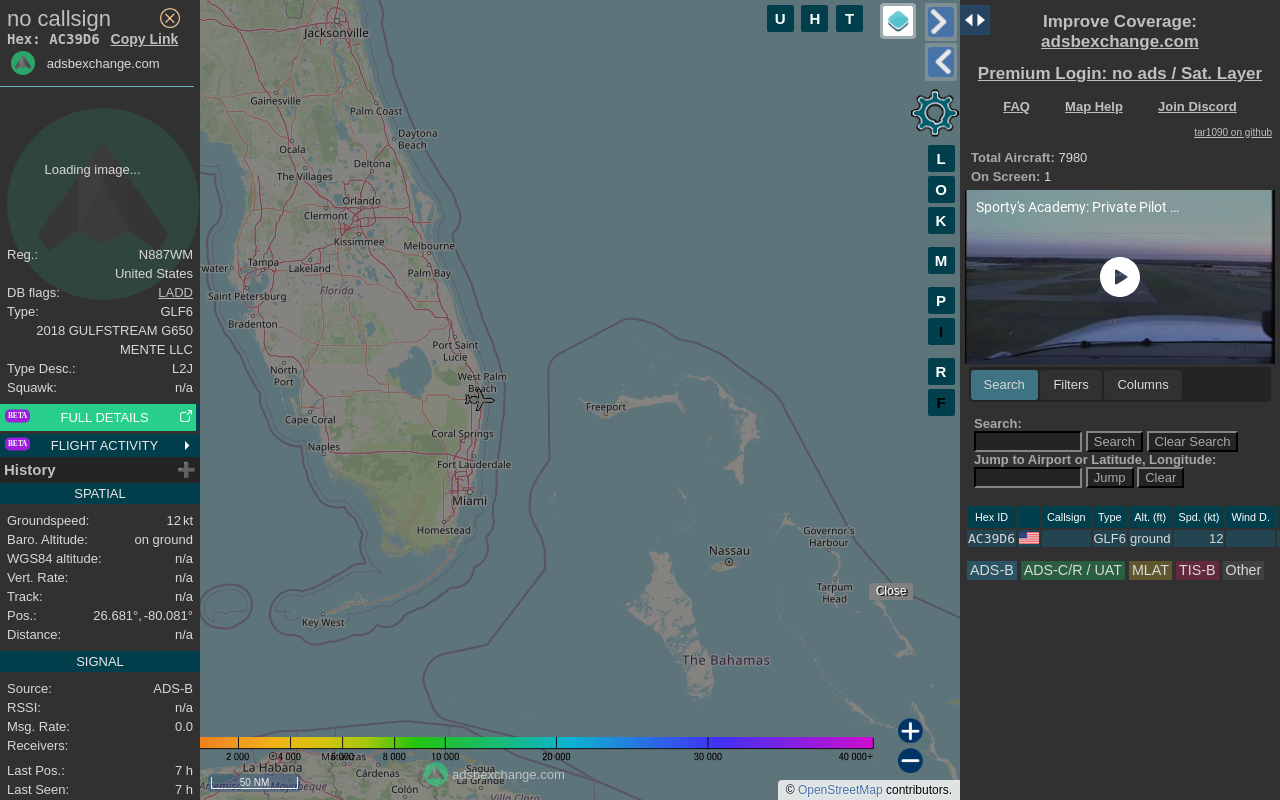 no callsign
Hex: AC39D6 Copy Link
adsbexchange.com
Loading image...
Reg.: N887WM
United States
DB flags: LADD
Type: GLF6
2018 GULFSTREAM G650
MENTE LLC
Type Desc.: L2J
Squawk: n/a
BETA FULL DETAILS
BETA FLIGHT ACTIVITY
History
SPATIAL
Groundspeed: 12 kt
Baro. Altitude: on ground
WGS84 altitude: n/a
Vert. Rate: n/a
Track: n/a
Pos.: 26.681°, -80.081°
Distance: n/a
SIGNAL
Source: ADS-B
RSSI: n/a
Msg. Rate: 0.0
Receivers:
Last Pos.: 7 h
Last Seen: 7 h
Jacksonville
Gainesville
Palm Coast
Daytona
Beach
Ocala
Deltona
The Villages
Orlando
Clermont
Kissimmee
Melbourne
Tampa
Lakeland
Palm Bay
rwater
Saint Petersburg
Florida
Bradenton
Port Saint
Lucie
North
Port
West Palm
Beach
Freeport
Cape Coral
Coral Springs
Naples
Fort Lauderdale
Miami
Homestead
Governor's
Harbour
Nassau
Tarpum
Head
Key West
The Bahamas
2 000 4 000 6 000 8 000 10 000 20 000 30 000 40 000+
La Habana
Matanzas
Cárdenas
Sagua
La Grande
Colón
Villa Clara
50 NM
adsbexchange.com
U H T
L
O
K
M
P
I
R
F
Close
© OpenStreetMap contributors.
Improve Coverage:
adsbexchange.com
Premium Login: no ads / Sat. Layer
FAQ Map Help Join Discord
tar1090 on github
Total Aircraft: 7980
On Screen: 1
Sporty's Academy: Private Pilot ...
Search Filters Columns
Search:
Search Clear Search
Jump to Airport or Latitude, Longitude:
Jump Clear
Hex ID Callsign Type Alt. (ft) Spd. (kt) Wind D.
AC39D6 GLF6 ground 12
ADS-B ADS-C/R / UAT MLAT TIS-B Other